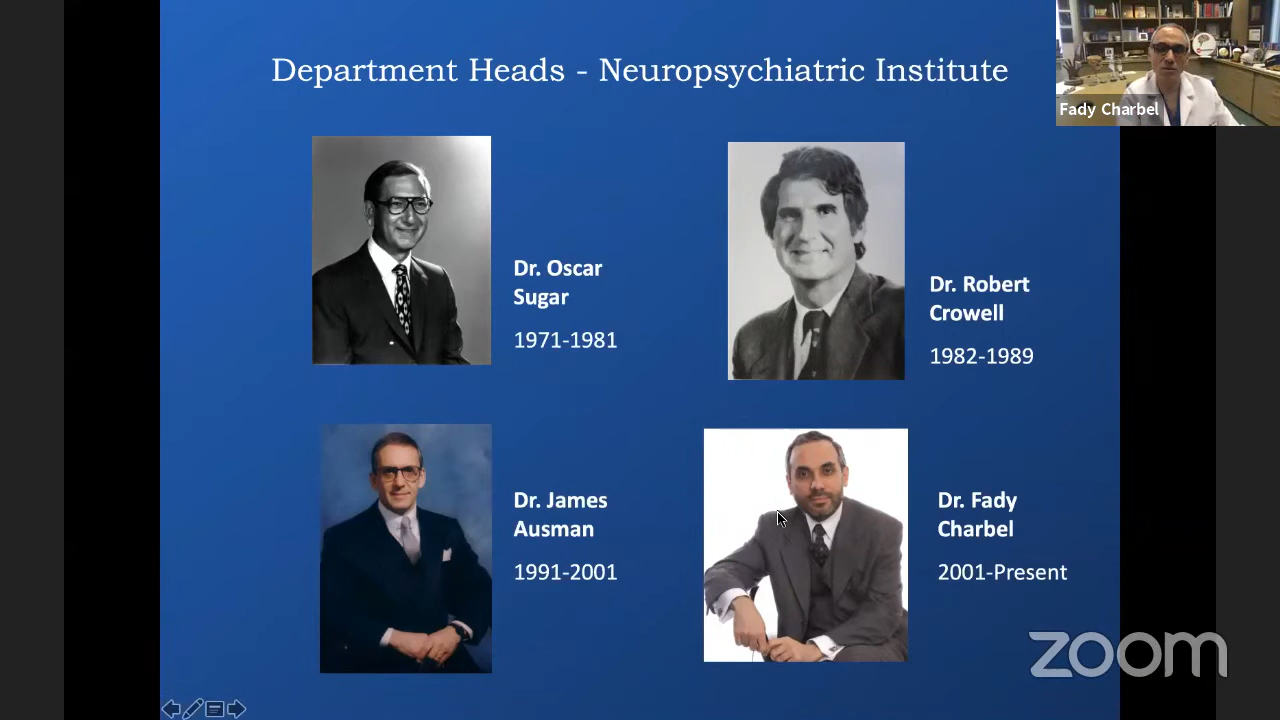 Department Heads - Neuropsychiatric Institute
Fady Charbel
Dr. Oscar
Sugar
1971-1981
Dr. Robert
Crowell
1982-1989
Dr. James
Ausman
1991-2001
Dr. Fady
Charbel
2001-Present
zoom